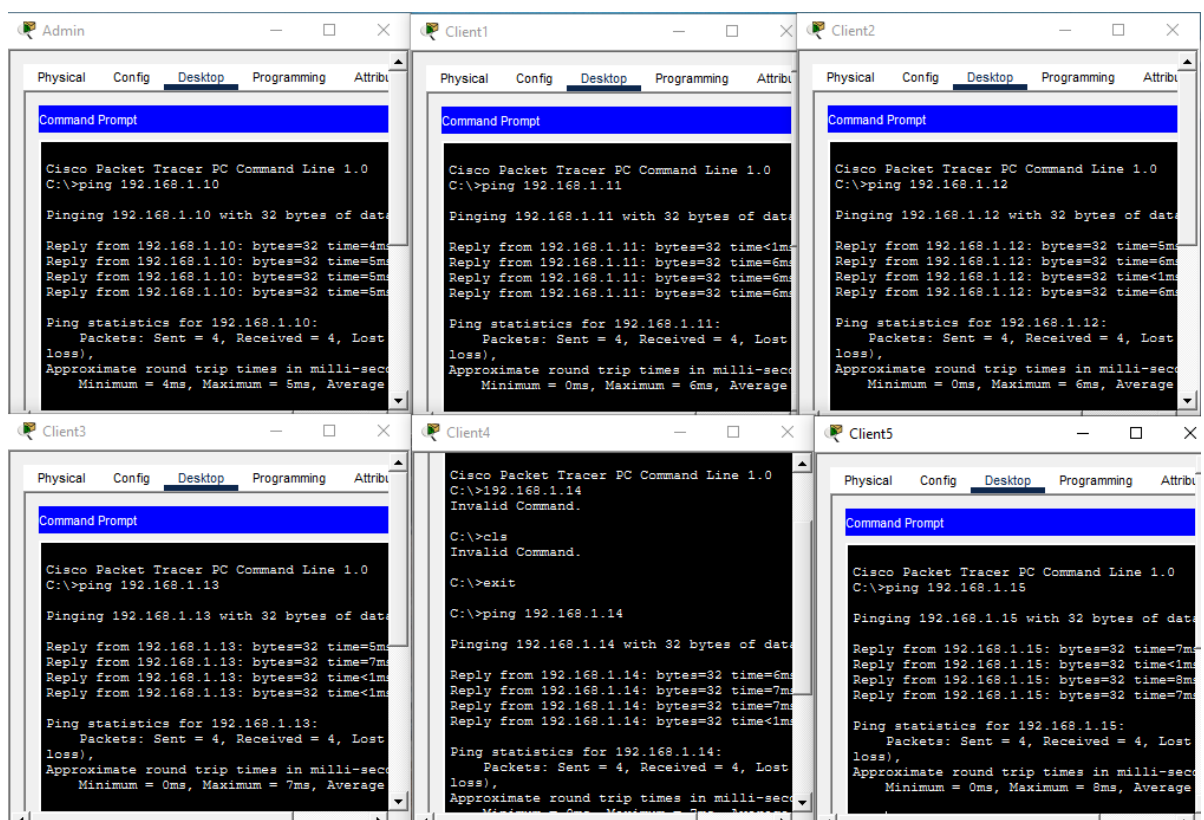 Admin
Physical Config Desktop Programming Attribu
Command Prompt
Cisco Packet Tracer PC Command Line 1.0
C:\>ping 192.168.1.10
Pinging 192.168.1.10 with 32 bytes of data
Reply from 192.168.1.10: bytes=32 time=4ms
Reply from 192.168.1.10: bytes=32 time=5ms
Reply from 192.168.1.10: bytes=32 time=5ms
Reply from 192.168.1.10: bytes=32 time=5ms
Ping statistics for 192.168.1.10:
Packets: Sent = 4, Received = 4, Lost
loss),
Approximate round trip times in milli-seco
Minimum = 4ms, Maximum = 5ms, Average
Client1
Physical Config Desktop Programming Attribu
Command Prompt
Cisco Packet Tracer PC Command Line 1.0
C:\>ping 192.168.1.11
Pinging 192.168.1.11 with 32 bytes of data
Reply from 192.168.1.11: bytes=32 time<1ms
Reply from 192.168.1.11: bytes=32 time=6ms
Reply from 192.168.1.11: bytes=32 time=6ms
Reply from 192.168.1.11: bytes=32 time=6ms
Ping statistics for 192.168.1.11:
Packets: Sent = 4, Received = 4, Lost
loss),
Approximate round trip times in milli-seco
Minimum = 0ms, Maximum = 6ms, Average
Client2
Physical Config Desktop Programming Attribu
Command Prompt
Cisco Packet Tracer PC Command Line 1.0
C:\>ping 192.168.1.12
Pinging 192.168.1.12 with 32 bytes of data
Reply from 192.168.1.12: bytes=32 time=5ms
Reply from 192.168.1.12: bytes=32 time=6ms
Reply from 192.168.1.12: bytes=32 time<1ms
Reply from 192.168.1.12: bytes=32 time=6ms
Ping statistics for 192.168.1.12:
Packets: Sent = 4, Received = 4, Lost
loss),
Approximate round trip times in milli-seco
Minimum = 0ms, Maximum = 6ms, Average
Client3
Physical Config Desktop Programming Attribu
Command Prompt
Cisco Packet Tracer PC Command Line 1.0
C:\>ping 192.168.1.13
Pinging 192.168.1.13 with 32 bytes of data
Reply from 192.168.1.13: bytes=32 time=5ms
Reply from 192.168.1.13: bytes=32 time=7ms
Reply from 192.168.1.13: bytes=32 time<1ms
Reply from 192.168.1.13: bytes=32 time<1ms
Ping statistics for 192.168.1.13:
Packets: Sent = 4, Received = 4, Lost
loss),
Approximate round trip times in milli-seco
Minimum = 0ms, Maximum = 7ms, Average
Client4
Cisco Packet Tracer PC Command Line 1.0
C:\>192.168.1.14
Invalid Command.
C:\>cls
Invalid Command.
C:\>exit
C:\>ping 192.168.1.14
Pinging 192.168.1.14 with 32 bytes of data
Reply from 192.168.1.14: bytes=32 time=6ms
Reply from 192.168.1.14: bytes=32 time=7ms
Reply from 192.168.1.14: bytes=32 time=7ms
Reply from 192.168.1.14: bytes=32 time<1ms
Ping statistics for 192.168.1.14:
Packets: Sent = 4, Received = 4, Lost
loss),
Approximate round trip times in milli-seco
Client5
Physical Config Desktop Programming Attribu
Command Prompt
Cisco Packet Tracer PC Command Line 1.0
C:\>ping 192.168.1.15
Pinging 192.168.1.15 with 32 bytes of data
Reply from 192.168.1.15: bytes=32 time=7ms
Reply from 192.168.1.15: bytes=32 time<1ms
Reply from 192.168.1.15: bytes=32 time=8ms
Reply from 192.168.1.15: bytes=32 time=7ms
Ping statistics for 192.168.1.15:
Packets: Sent = 4, Received = 4, Lost
loss),
Approximate round trip times in milli-seco
Minimum = 0ms, Maximum = 8ms, Average